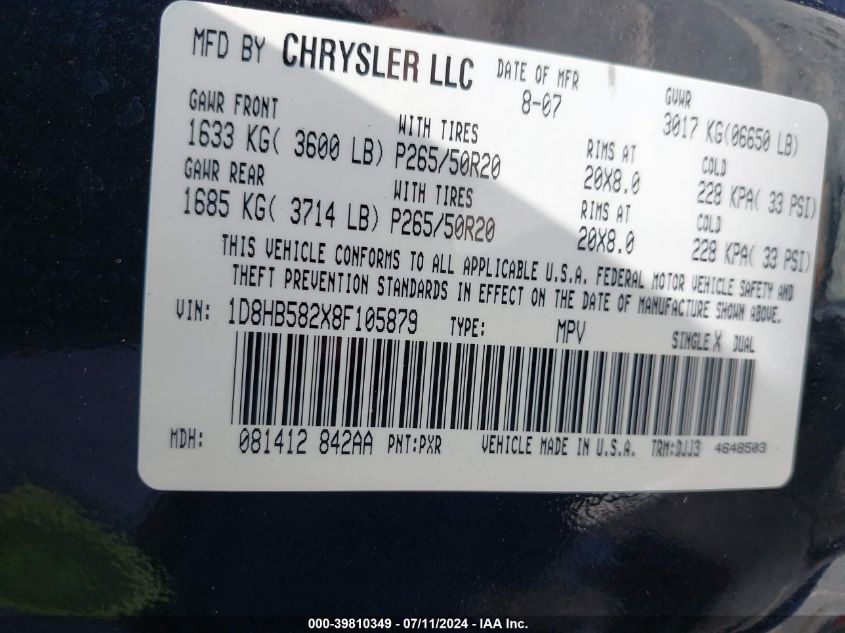 MFD BY CHRYSLER LLC DATE OF MFR 8-07 GVWR 3017 KG(06650 LB)
GAWR FRONT WITH TIRES RIMS AT COLD
1633 KG( 3600 LB) P265/50R20 20X8.0 228 KPA( 33 PSI)
GAWR REAR WITH TIRES RIMS AT COLD
1685 KG( 3714 LB) P265/50R20 20X8.0 228 KPA( 33 PSI)
THIS VEHICLE CONFORMS TO ALL APPLICABLE U.S.A. FEDERAL MOTOR VEHICLE SAFETY AND
THEFT PREVENTION STANDARDS IN EFFECT ON THE DATE OF MANUFACTURE SHOWN ABOVE.
VIN: 1D8HB582X8F105879 TYPE: MPV SINGLE X DUAL
MDH: 081412 842AA PNT:PXR VEHICLE MADE IN U.S.A. TRM:DJJ3 4648503
000-39810349 - 07/11/2024 - IAA Inc.